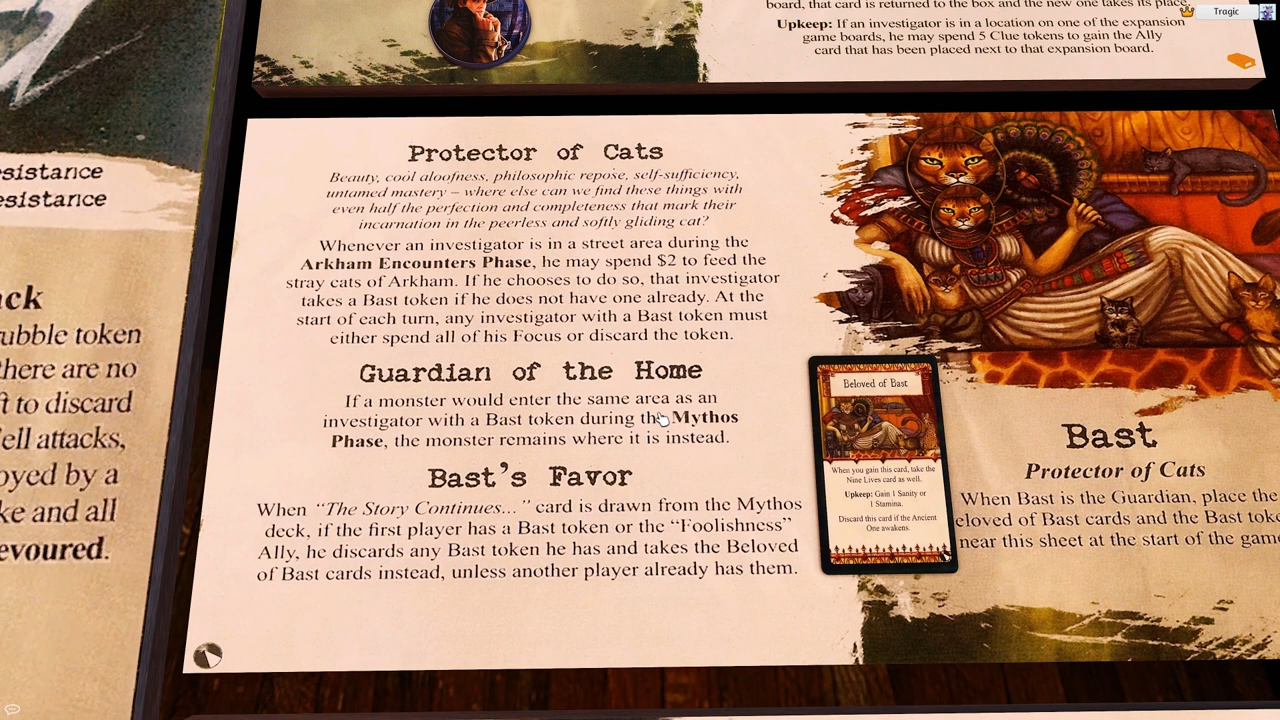 board, that card is returned to the box and the new one takes its place.
Upkeep: If an investigator is in a location on one of the expansion
game boards, he may spend 5 Clue tokens to gain the Ally
card that has been placed next to that expansion board.
Tragic
esistance
esistance
ack
ubble token
there are no
ft to discard
ell attacks,
oyed by a
ke and all
evoured.
Protector of Cats
Beauty, cool aloofness, philosophic repose, self-sufficiency,
untamed mastery – where else can we find these things with
even half the perfection and completeness that mark their
incarnation in the peerless and softly gliding cat?
Whenever an investigator is in a street area during the
Arkham Encounters Phase, he may spend $2 to feed the
stray cats of Arkham. If he chooses to do so, that investigator
takes a Bast token if he does not have one already. At the
start of each turn, any investigator with a Bast token must
either spend all of his Focus or discard the token.
Guardian of the Home
If a monster would enter the same area as an
investigator with a Bast token during the Mythos
Phase, the monster remains where it is instead.
Bast's Favor
When "The Story Continues..." card is drawn from the Mythos
deck, if the first player has a Bast token or the "Foolishness"
Ally, he discards any Bast token he has and takes the Beloved
of Bast cards instead, unless another player already has them.
Beloved of Bast
When you gain this card, take the
Nine Lives card as well.
Upkeep: Gain 1 Sanity or
1 Stamina.
Discard this card if the Ancient
One awakens.
Bast
Protector of Cats
When Bast is the Guardian, place the
eloved of Bast cards and the Bast toke
near this sheet at the start of the game